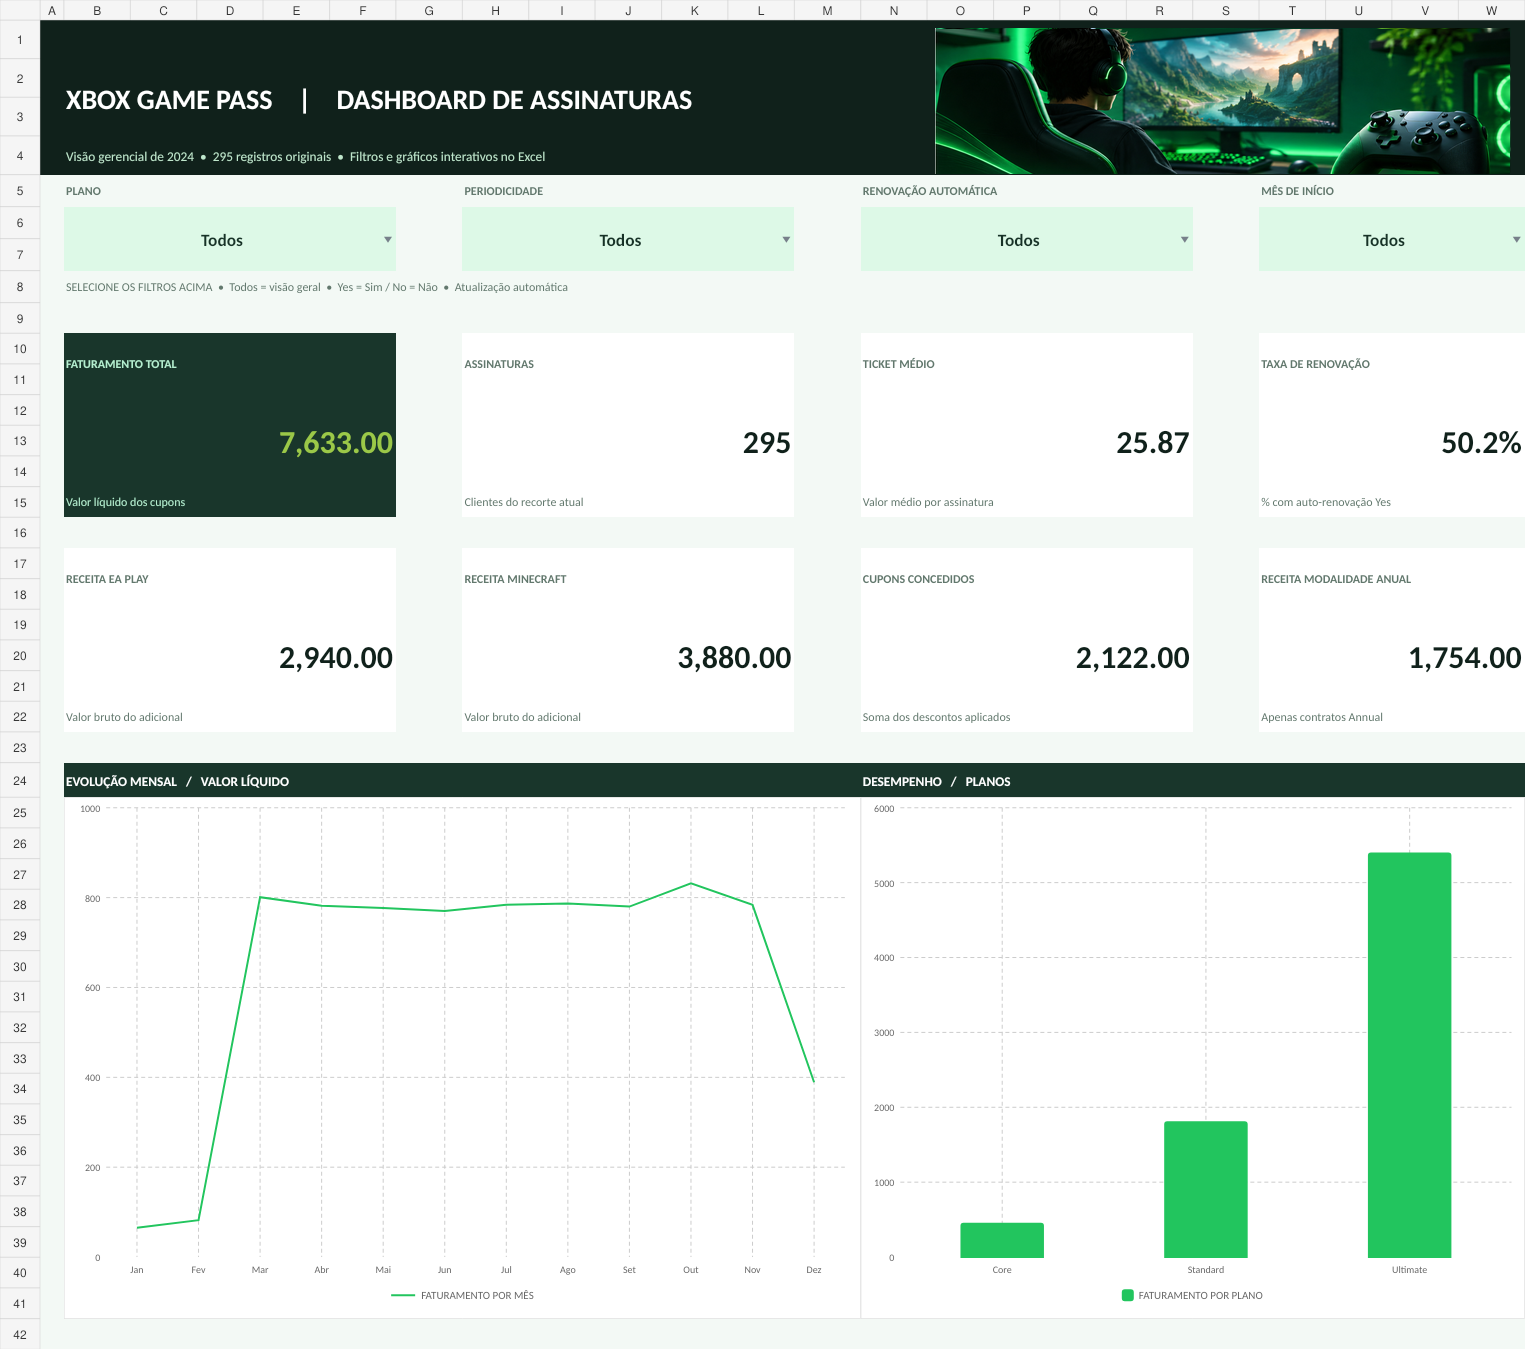 A B C D E F G H I J K L M N O P Q R S T U V W
1
2
XBOX GAME PASS | DASHBOARD DE ASSINATURAS
3
4 Visão gerencial de 2024 • 295 registros originais • Filtros e gráficos interativos no Excel
5 PLANO PERIODICIDADE RENOVAÇÃO AUTOMÁTICA MÊS DE INÍCIO
6
Todos Todos Todos Todos
7
8 SELECIONE OS FILTROS ACIMA • Todos = visão geral • Yes = Sim / No = Não • Atualização automática
9
10
FATURAMENTO TOTAL ASSINATURAS TICKET MÉDIO TAXA DE RENOVAÇÃO
11
12
13 7,633.00 295 25.87 50.2%
14
15 Valor líquido dos cupons Clientes do recorte atual Valor médio por assinatura % com auto-renovação Yes
16
17
RECEITA EA PLAY RECEITA MINECRAFT CUPONS CONCEDIDOS RECEITA MODALIDADE ANUAL
18
19
20 2,940.00 3,880.00 2,122.00 1,754.00
21
22 Valor bruto do adicional Valor bruto do adicional Soma dos descontos aplicados Apenas contratos Annual
23
24 EVOLUÇÃO MENSAL / VALOR LÍQUIDO DESEMPENHO / PLANOS
25 1000 6000
26
27 5000
28 800
29 4000
30 600
31
32 3000
33
34 400
35 2000
36
37 200 1000
38
39 0 0
40 Jan Fev Mar Abr Mai Jun Jul Ago Set Out Nov Dez Core Standard Ultimate
41 FATURAMENTO POR MÊS FATURAMENTO POR PLANO
42